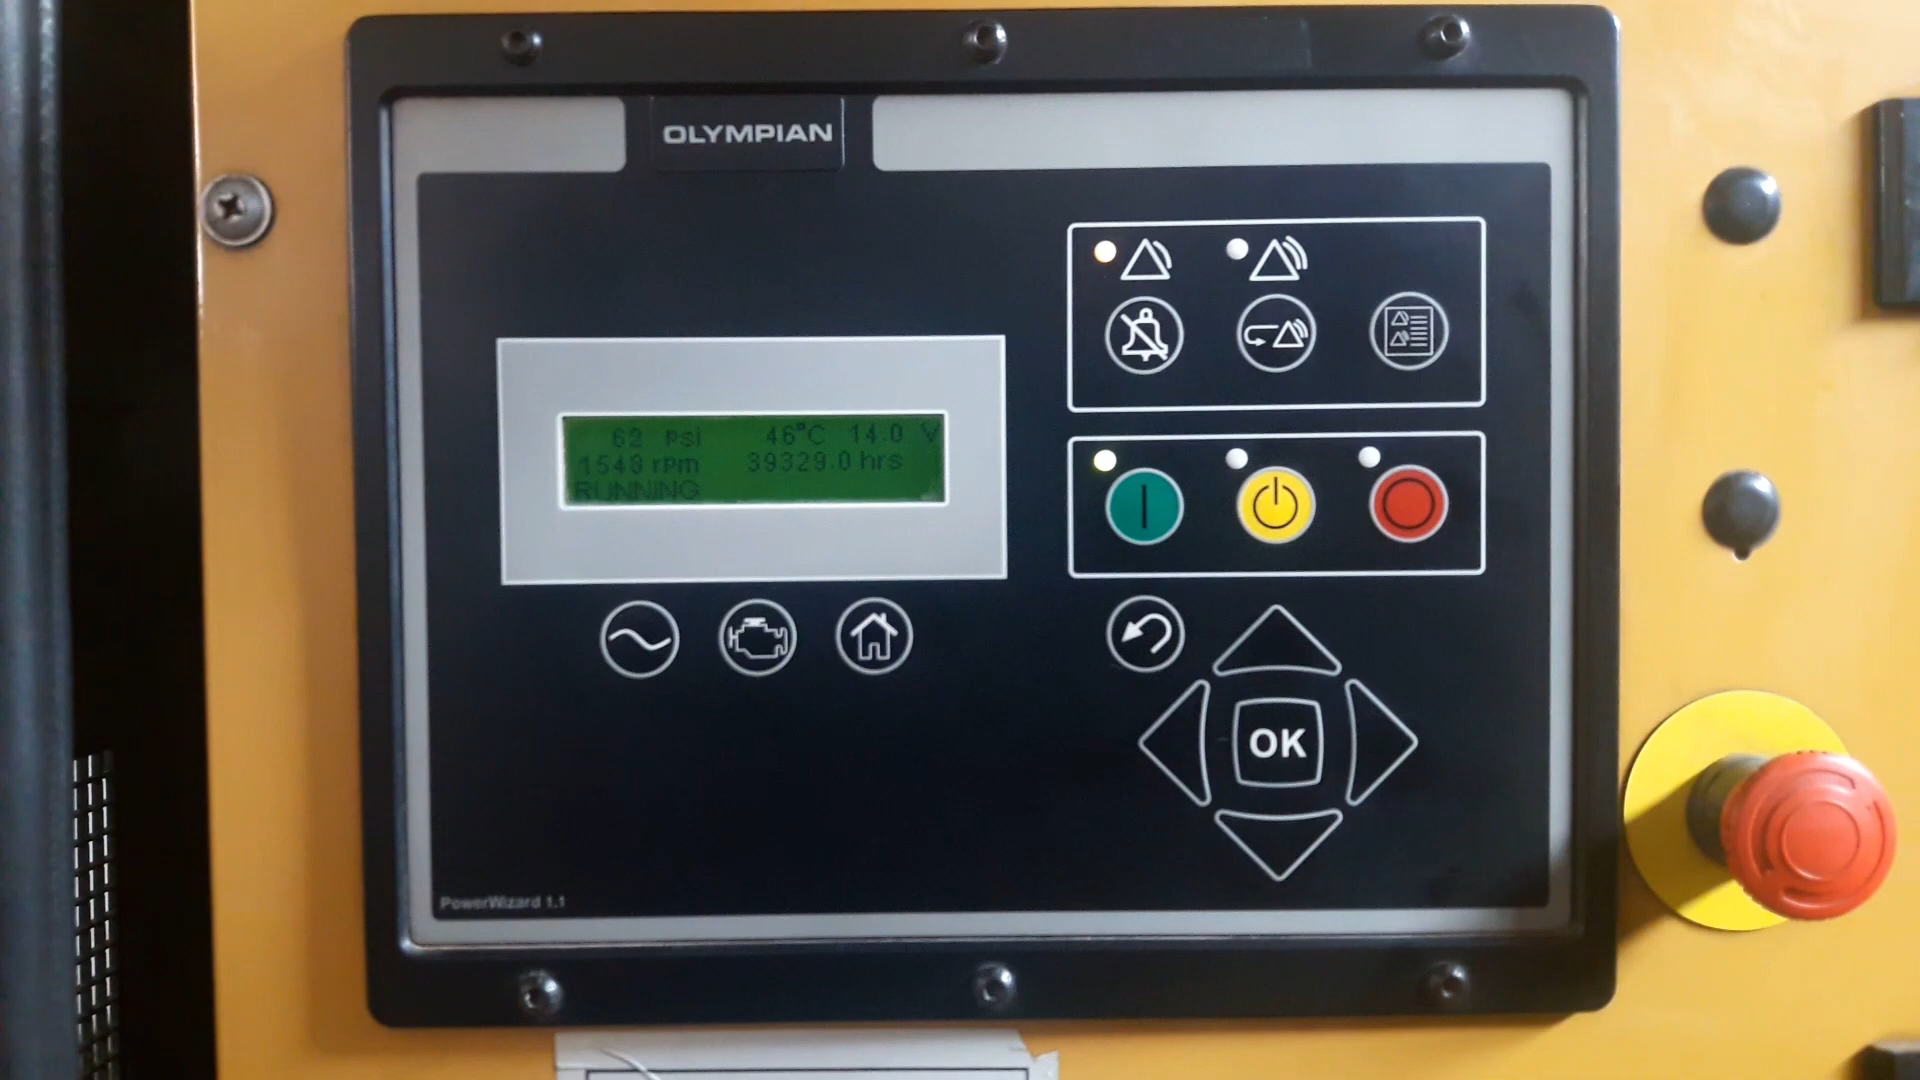 OLYMPIAN
62 psi 46°C 14.0 V
1543 rpm 39329.0 hrs
RUNNING
OK
PowerWizard 1.1